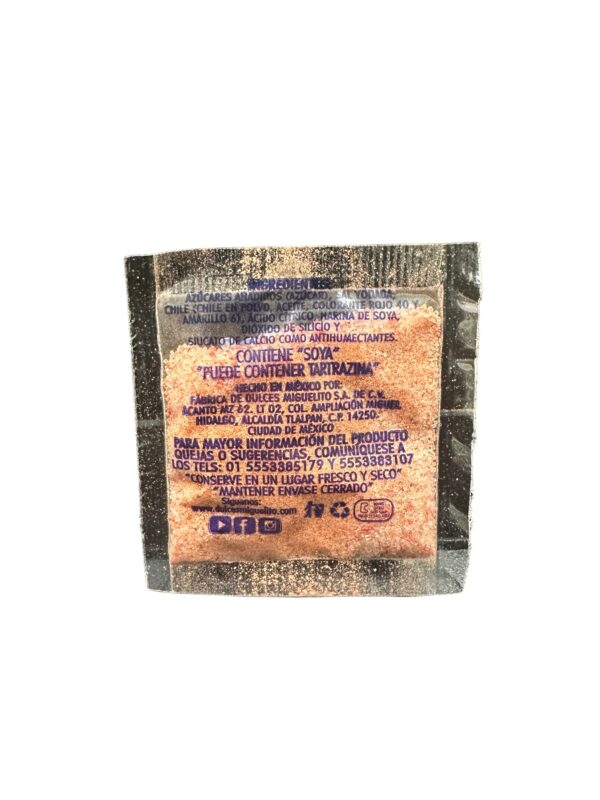 INGREDIENTES:
AZÚCARES AÑADIDOS (AZÚCAR), SAL YODADA,
CHILE (CHILE EN POLVO, ACEITE, COLORANTE ROJO 40 Y
AMARILLO 6), ÁCIDO CÍTRICO, HARINA DE SOYA,
DIÓXIDO DE SILICIO Y
SILICATO DE CALCIO COMO ANTIHUMECTANTES.
CONTIENE "SOYA"
"PUEDE CONTENER TARTRAZINA"
HECHO EN MÉXICO POR:
FÁBRICA DE DULCES MIGUELITO S.A. DE C.V.
ACANTO MZ 62. LT 02, COL. AMPLIACIÓN MIGUEL
HIDALGO, ALCALDÍA TLALPAN, C.P. 14250.
CIUDAD DE MÉXICO
PARA MAYOR INFORMACIÓN DEL PRODUCTO
QUEJAS O SUGERENCIAS, COMUNÍQUESE A
LOS TELS: 01 5553385179 Y 5553383107
"CONSERVE EN UN LUGAR FRESCO Y SECO"
"MANTENER ENVASE CERRADO"
Síguenos:
www.dulcesmiguelito.com